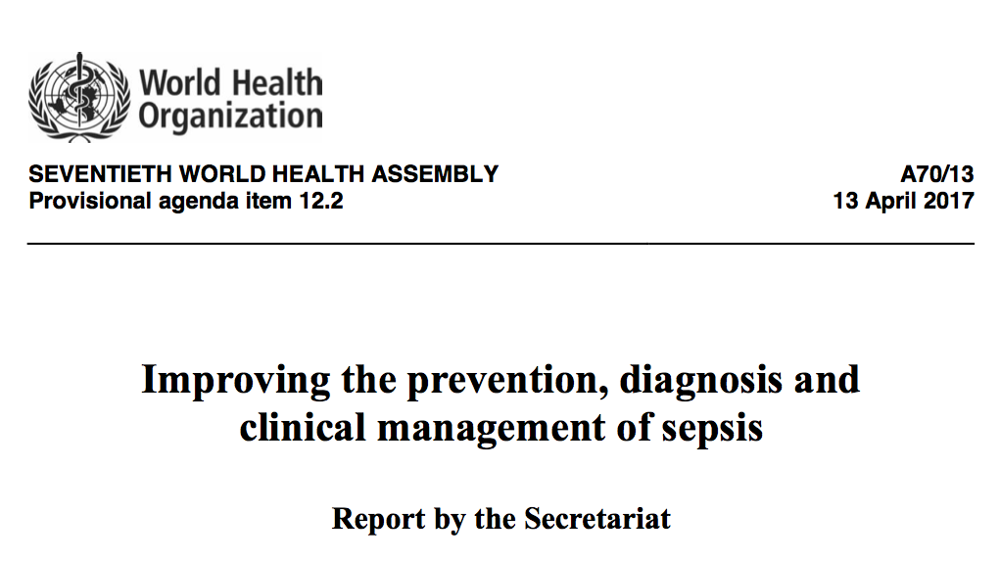 World Health
Organization
SEVENTIETH WORLD HEALTH ASSEMBLY A70/13
Provisional agenda item 12.2 13 April 2017
Improving the prevention, diagnosis and
clinical management of sepsis
Report by the Secretariat